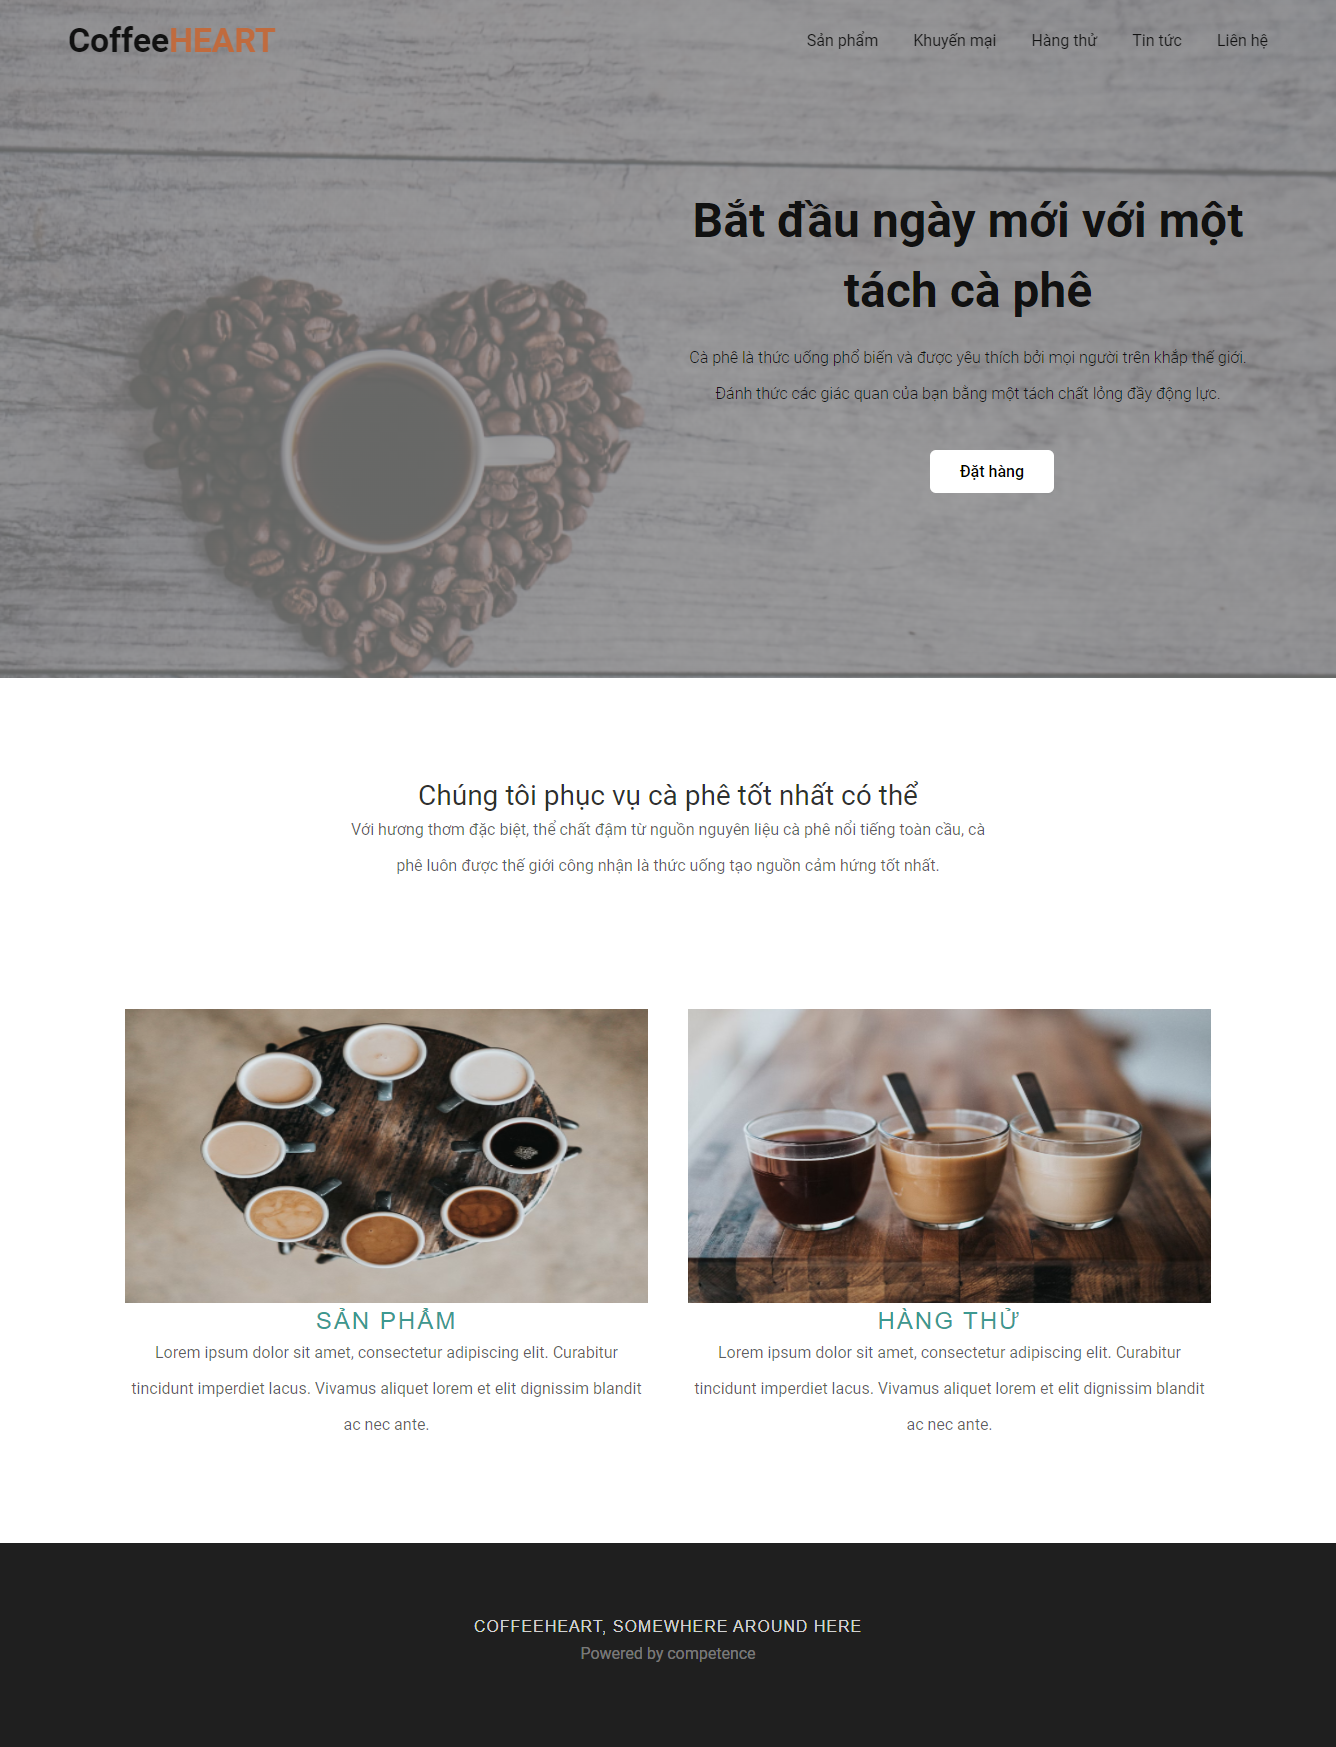 CoffeeHEART
Sản phẩm Khuyến mại Hàng thử Tin tức Liên hệ
Bắt đầu ngày mới với một
tách cà phê
Cà phê là thức uống phổ biến và được yêu thích bởi mọi người trên khắp thế giới.
Đánh thức các giác quan của bạn bằng một tách chất lỏng đầy động lực.
Đặt hàng
Chúng tôi phục vụ cà phê tốt nhất có thể
Với hương thơm đặc biệt, thể chất đậm từ nguồn nguyên liệu cà phê nổi tiếng toàn cầu, cà
phê luôn được thế giới công nhận là thức uống tạo nguồn cảm hứng tốt nhất.
SẢN PHẨM
Lorem ipsum dolor sit amet, consectetur adipiscing elit. Curabitur
tincidunt imperdiet lacus. Vivamus aliquet lorem et elit dignissim blandit
ac nec ante.
HÀNG THỬ
Lorem ipsum dolor sit amet, consectetur adipiscing elit. Curabitur
tincidunt imperdiet lacus. Vivamus aliquet lorem et elit dignissim blandit
ac nec ante.
COFFEEHEART, SOMEWHERE AROUND HERE
Powered by competence